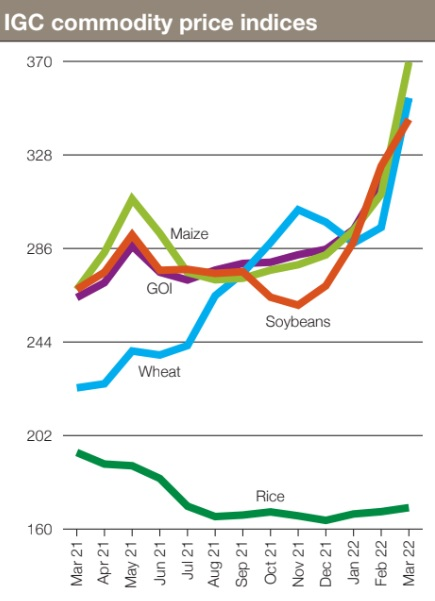 IGC commodity price indices
370
328
286
244
202
160
Maize
GOI
Soybeans
Wheat
Rice
Mar 21
Apr 21
May 21
Jun 21
Jul 21
Aug 21
Sep 21
Oct 21
Nov 21
Dec 21
Jan 22
Feb 22
Mar 22